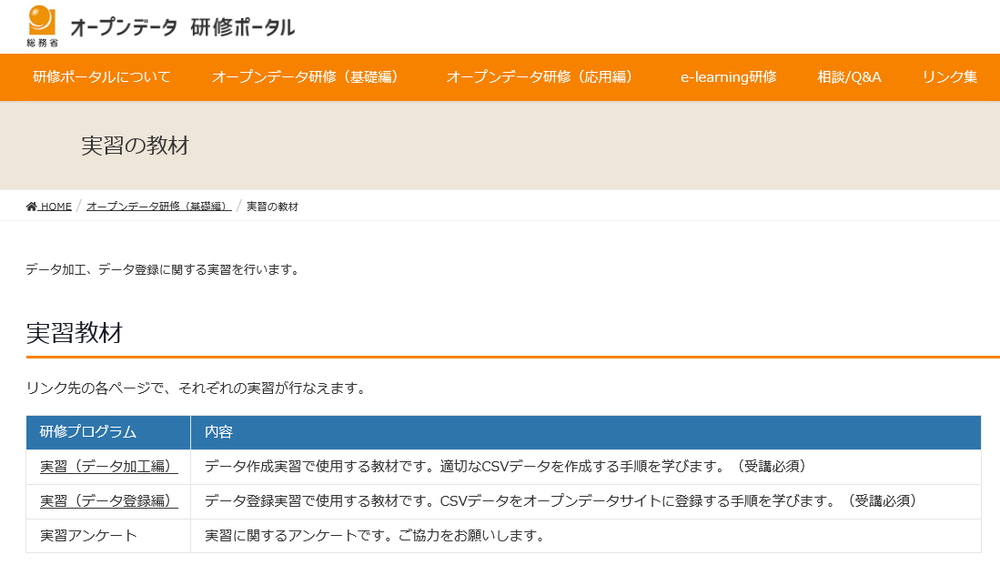 総務省
オープンデータ 研修ポータル
研修ポータルについて オープンデータ研修（基礎編） オープンデータ研修（応用編） e-learning研修 相談/Q&A リンク集
実習の教材
HOME / オープンデータ研修（基礎編） / 実習の教材
データ加工、データ登録に関する実習を行います。
実習教材
リンク先の各ページで、それぞれの実習が行なえます。
研修プログラム 内容
実習（データ加工編） データ作成実習で使用する教材です。適切なCSVデータを作成する手順を学びます。（受講必須）
実習（データ登録編） データ登録実習で使用する教材です。CSVデータをオープンデータサイトに登録する手順を学びます。（受講必須）
実習アンケート 実習に関するアンケートです。ご協力をお願いします。